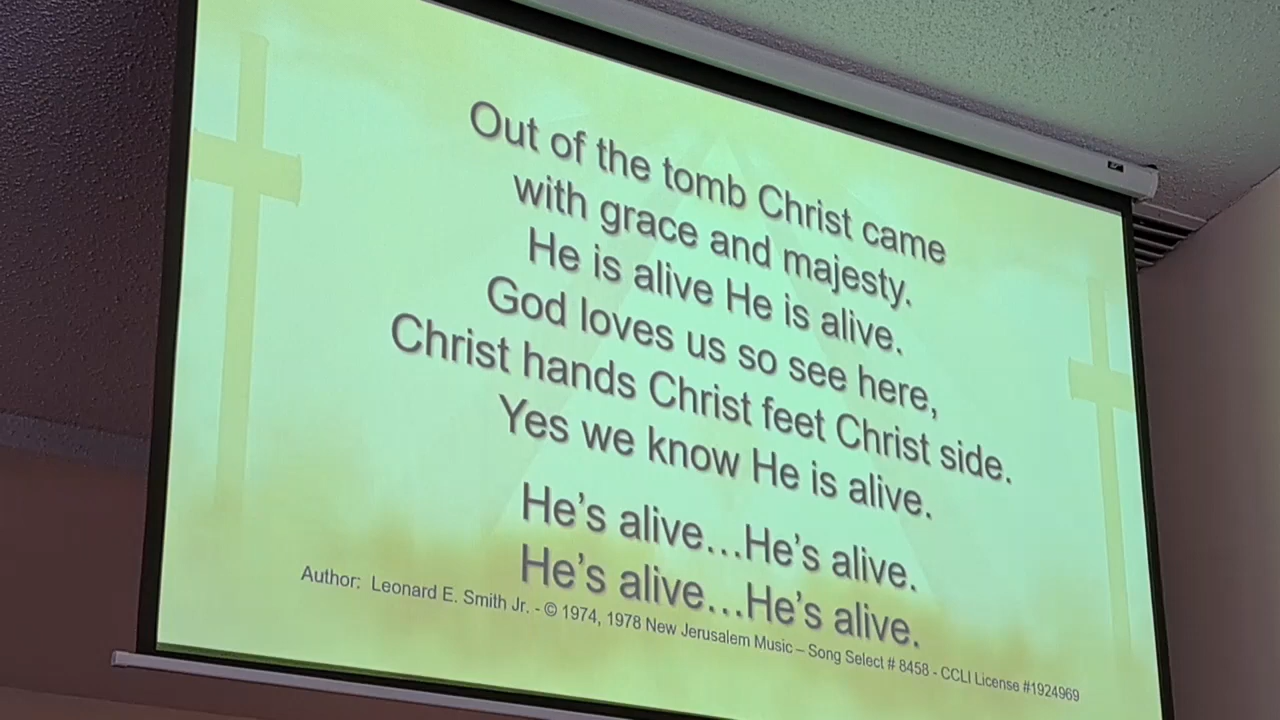 Out of the tomb Christ came
with grace and majesty.
He is alive He is alive.
God loves us so see here,
Christ hands Christ feet Christ side.
Yes we know He is alive.
He's alive…He's alive.
He's alive…He's alive.
Author:  Leonard E. Smith Jr. - © 1974, 1978 New Jerusalem Music – Song Select # 8458 - CCLI License #1924969